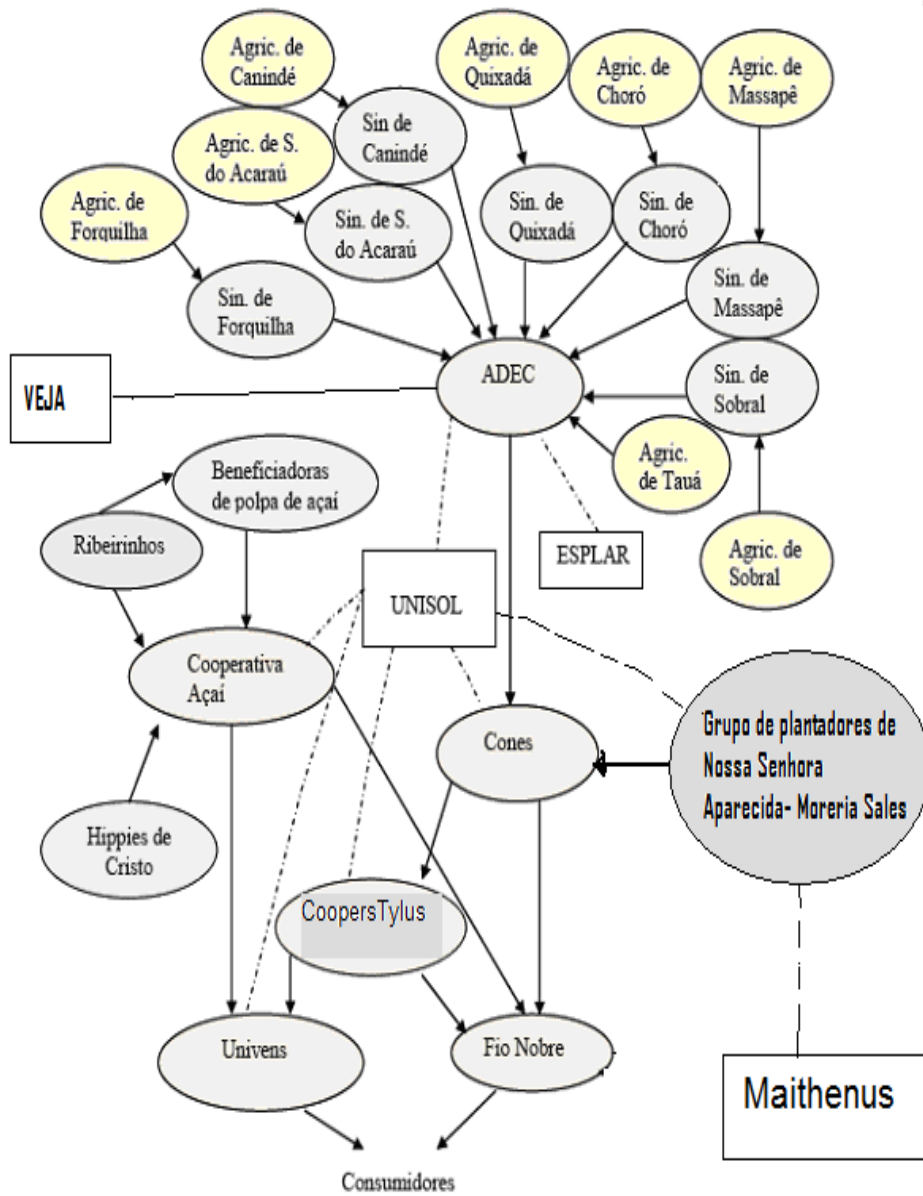 Agric. de
Canindé
Agric. de
Quixadá
Agric. de
Choró
Agric. de
Massapê
Agric. de S.
do Acaraú
Sin de
Canindé
Agric. de
Forquilha
Sin. de S.
do Acaraú
Sin. de
Quixadá
Sin. de
Choró
Sin. de
Forquilha
Sin. de
Massapê
ADEC
Sin. de
Sobral
VEJA
Agric.
de Tauá
Beneficiadoras
de polpa de açaí
Ribeirinhos
ESPLAR
Agric. de
Sobral
UNISOL
Cooperativa
Açaí
Cones
Grupo de plantadores de
Nossa Senhora
Aparecida- Moreria Sales
Hippies de
Cristo
CoopersTylus
Univens
Fio Nobre
Maithenus
Consumidores